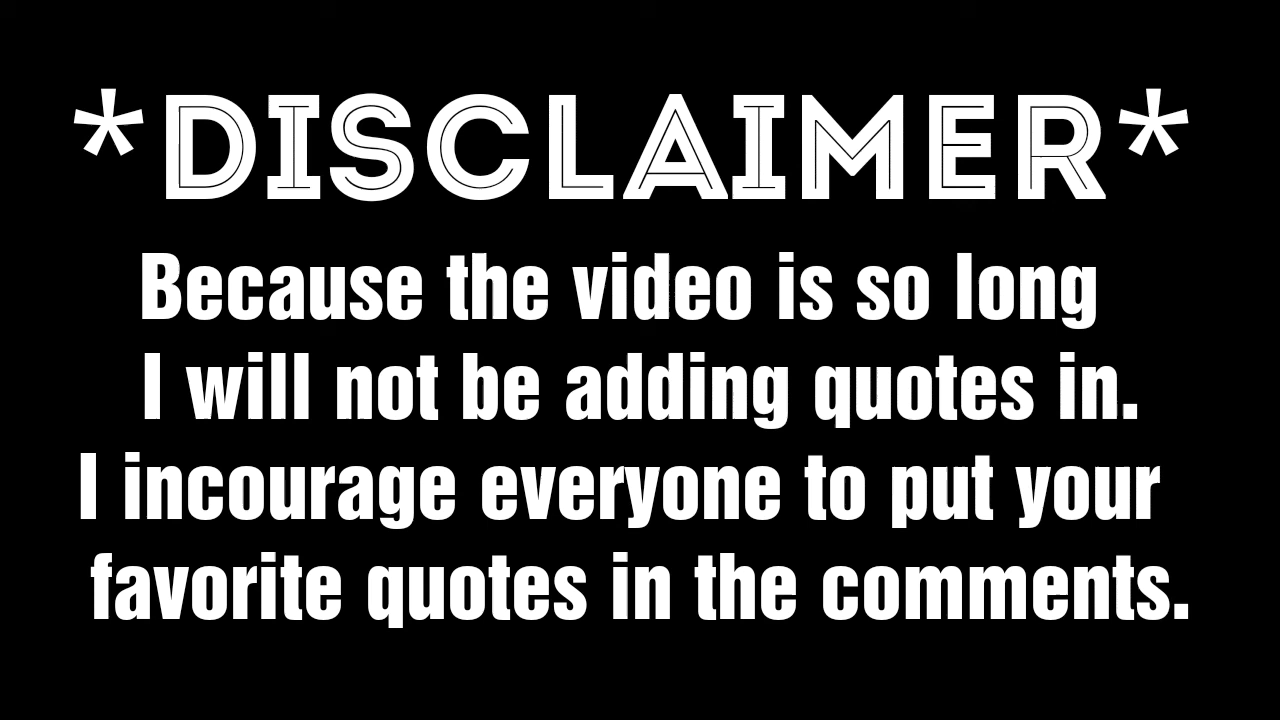 *DISCLAIMER*
Because the video is so long
I will not be adding quotes in.
I incourage everyone to put your
favorite quotes in the comments.